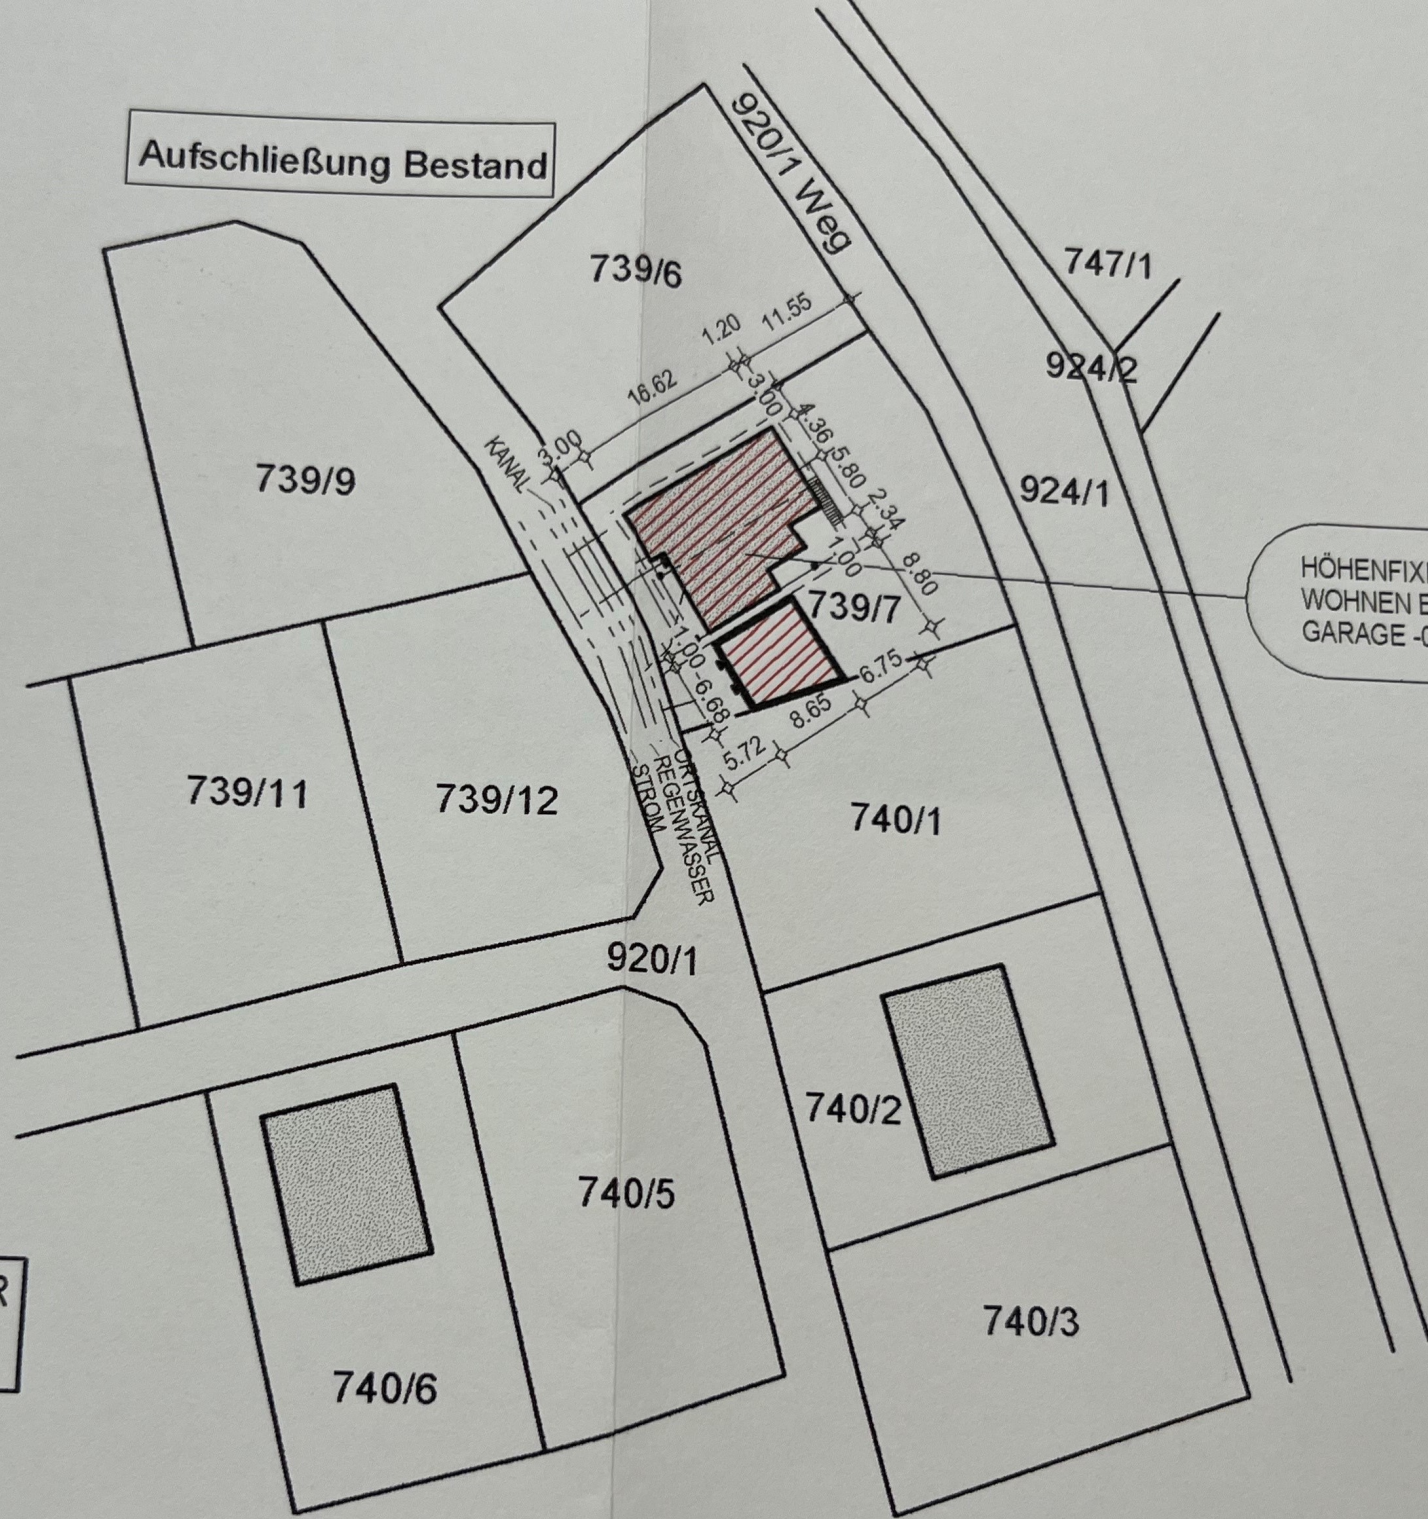 Aufschließung Bestand
920/1 Weg
739/6
747/1
11.55
1.20
924/2
16.62
3.00
3.00
4.36
5.80
2.34
KANAL
739/9
924/1
1.00
8.80
HÖHENFIXI
WOHNEN E
GARAGE -0
739/7
1.00
6.68
6.75
8.65
5.72
739/11
739/12
STROM
REGENWASSER
ORTSKANAL
740/1
920/1
740/2
740/5
R
740/3
740/6